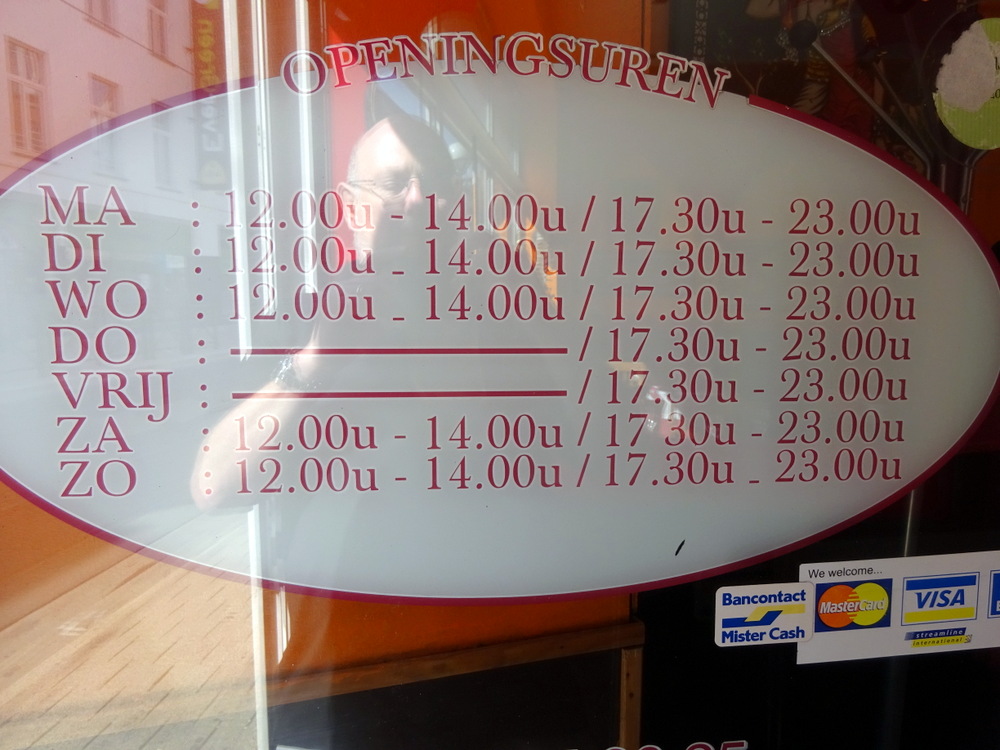 OPENINGSUREN
MA : 12.00u - 14.00u / 17.30u - 23.00u
DI : 12.00u - 14.00u / 17.30u - 23.00u
WO : 12.00u - 14.00u / 17.30u - 23.00u
DO : / 17.30u - 23.00u
VRIJ : / 17.30u - 23.00u
ZA : 12.00u - 14.00u / 17.30u - 23.00u
ZO : 12.00u - 14.00u / 17.30u - 23.00u
We welcome...
Bancontact
Mister Cash
MasterCard
VISA
streamline
international